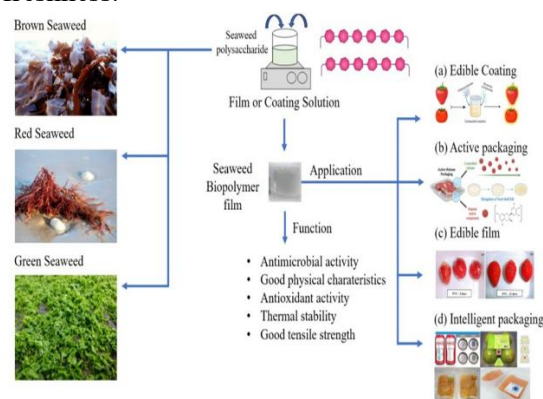 Brown Seaweed
Seaweed
polysaccharide
Film or Coating Solution
Red Seaweed
Seaweed
Biopolymer
film
Application
Function
Green Seaweed
• Antimicrobial activity
• Good physical charateristics
• Antioxidant activity
• Thermal stability
• Good tensile strength
(a) Edible Coating
(b) Active packaging
(c) Edible film
(d) Intelligent packaging